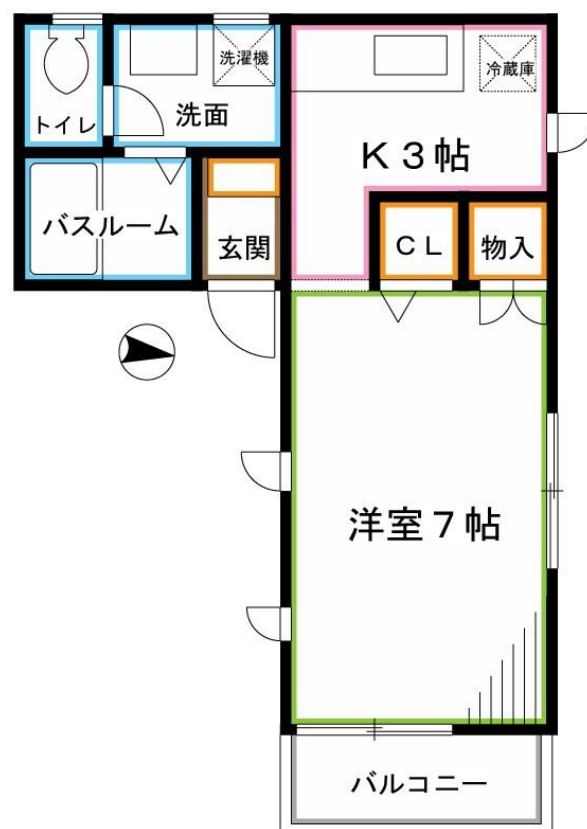 洗濯機
冷蔵庫
トイレ
洗面
K3帖
バスルーム
玄関
CL
物入
洋室7帖
バルコニー